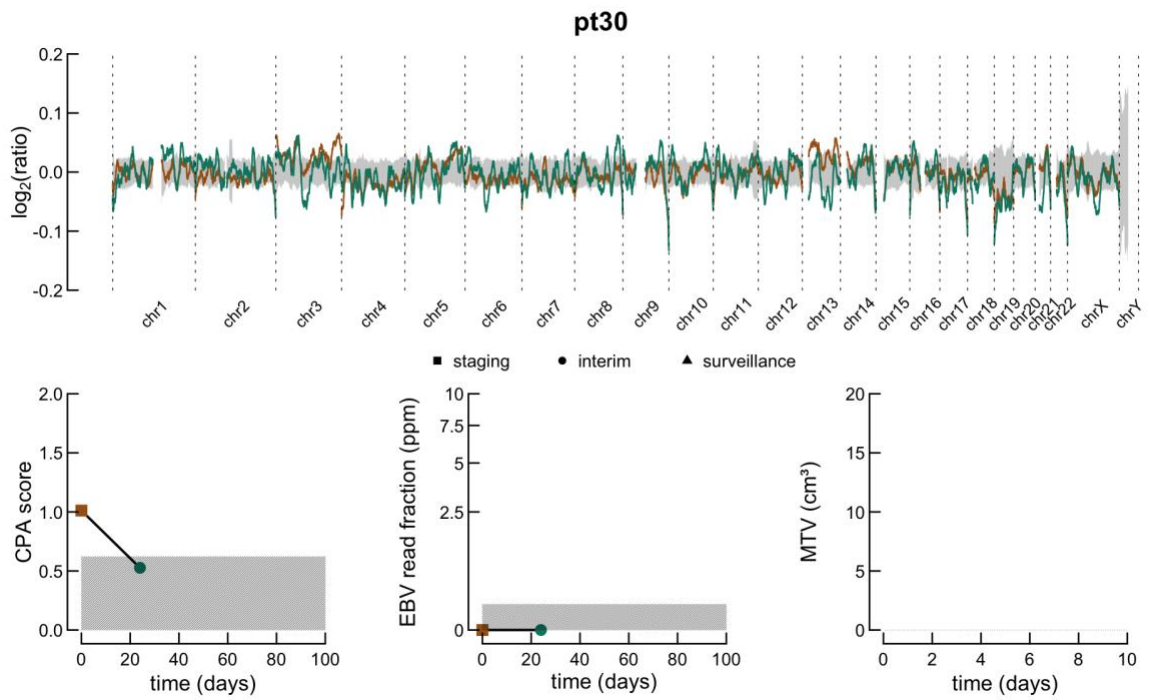 pt30
0.2
0.1
0.0
-0.1
-0.2
log2(ratio)
chr1 chr2 chr3 chr4 chr5 chr6 chr7 chr8 chr9 chr10 chr11 chr12 chr13 chr14 chr15 chr16 chr17 chr18 chr19 chr20 chr21 chr22 chrX chrY
staging interim surveillance
2.0
1.5
1.0
0.5
0.0
CPA score
0 20 40 60 80 100
time (days)
10
7.5
5
2.5
0
EBV read fraction (ppm)
0 20 40 60 80 100
time (days)
20
15
10
5
0
MTV (cm³)
0 2 4 6 8 10
time (days)